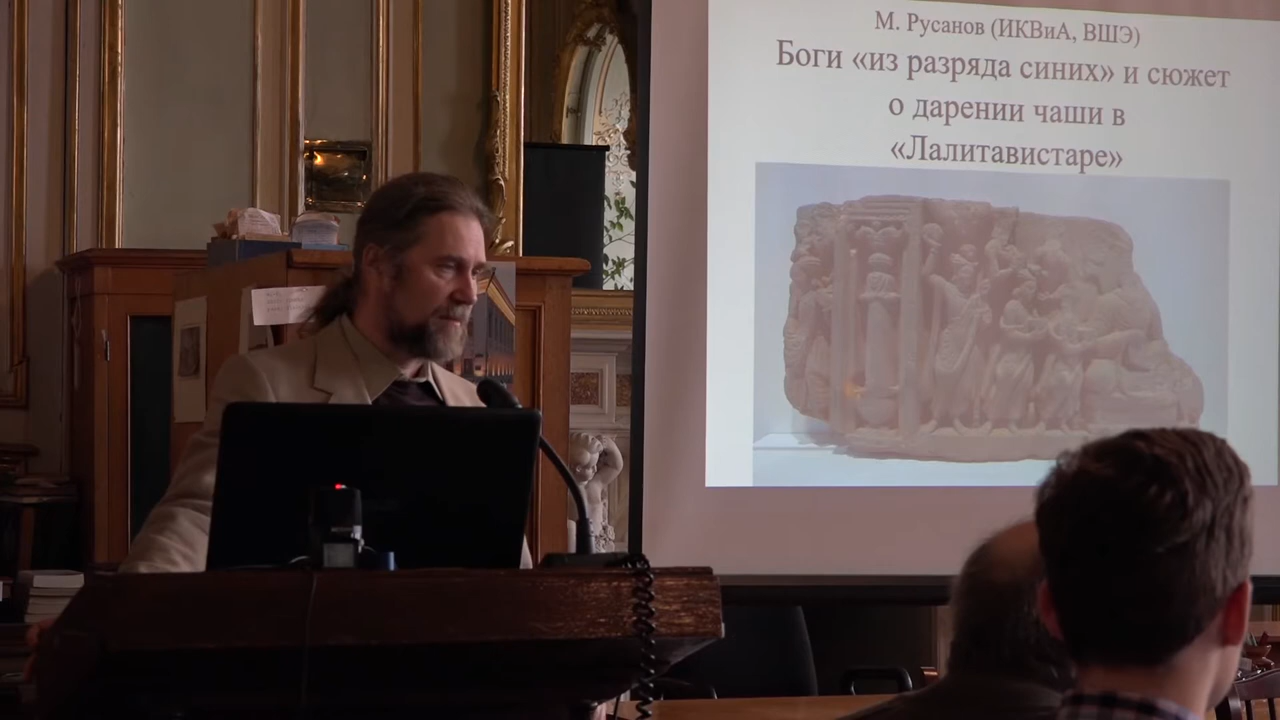 М. Русанов (ИКВиА, ВШЭ)
Боги «из разряда синих» и сюжет
о дарении чаши в
«Лалитавистаре»